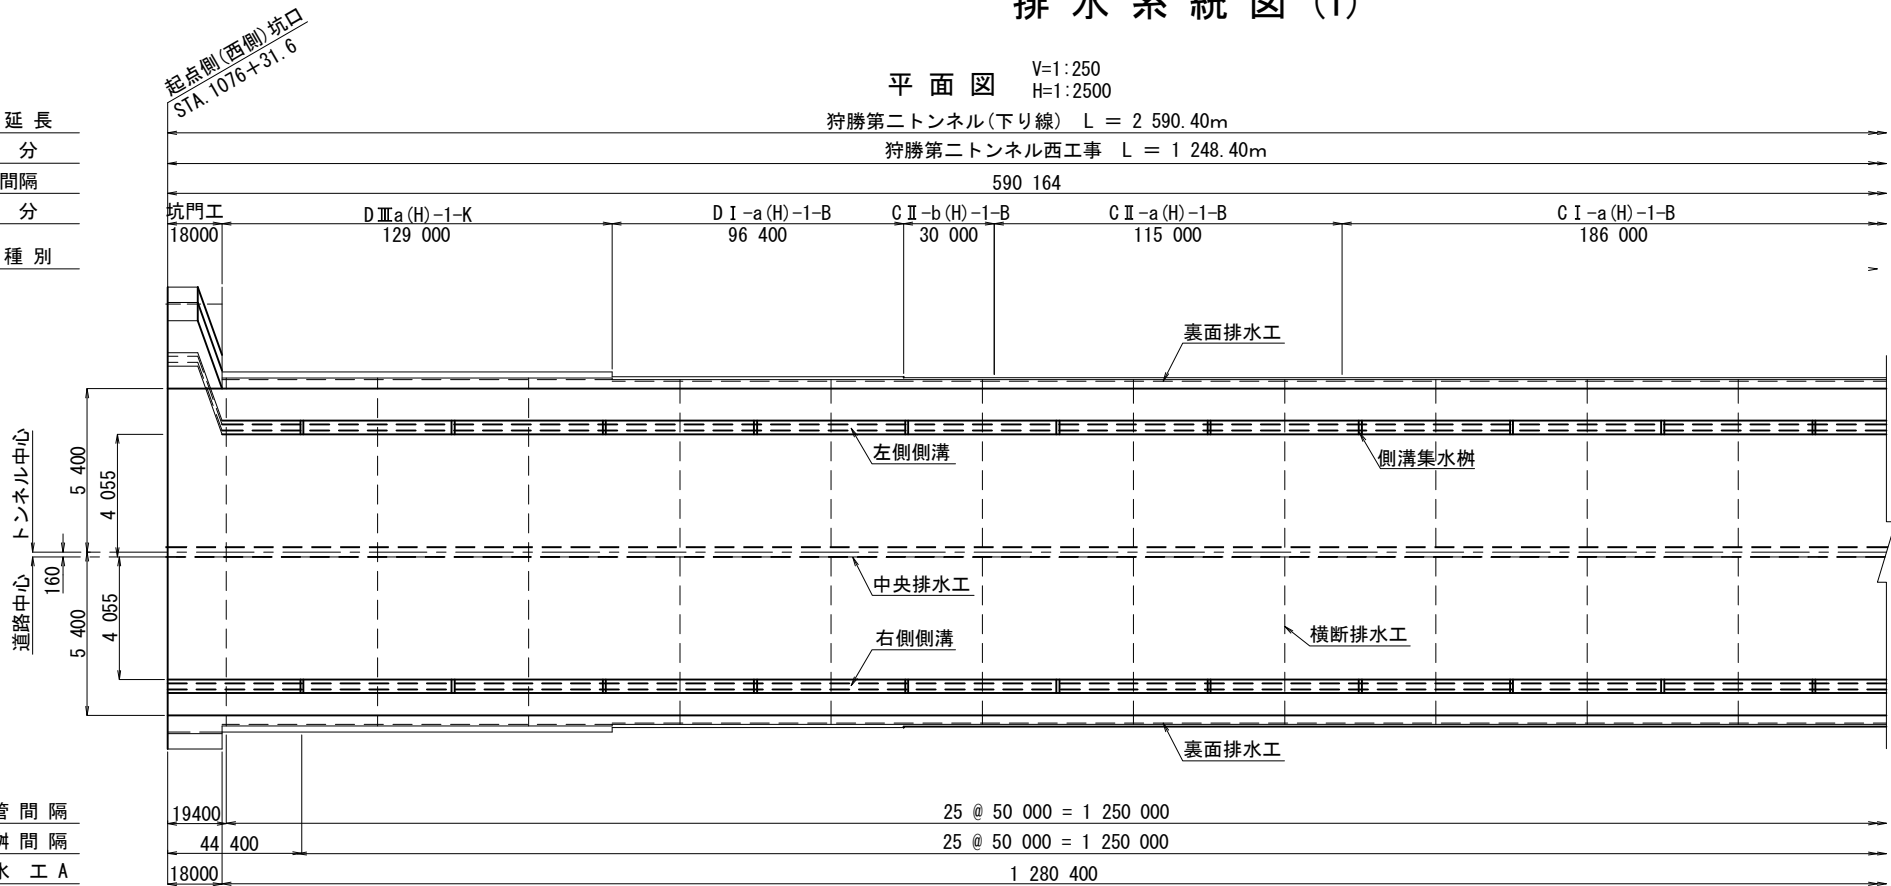 排水系統図(1)
起点側(西側)坑口
STA.1076+31.6
平面図
V=1:250
H=1:2500
延長
狩勝第二トンネル(下り線) L = 2 590.40m
分
狩勝第二トンネル西工事 L = 1 248.40m
間隔
590 164
分
坑門工
DⅢa(H)-1-K
DⅠ-a(H)-1-B
CⅡ-b(H)-1-B
CⅡ-a(H)-1-B
CⅠ-a(H)-1-B
18000
129 000
96 400
30 000
115 000
186 000
種別
裏面排水工
左側側溝
側溝集水桝
トンネル中心
5 400
4 055
160
道路中心
5 400
4 055
中央排水工
右側側溝
横断排水工
裏面排水工
管間隔
19400
25 @ 50 000 = 1 250 000
桝間隔
44 400
25 @ 50 000 = 1 250 000
水工A
18000
1 280 400